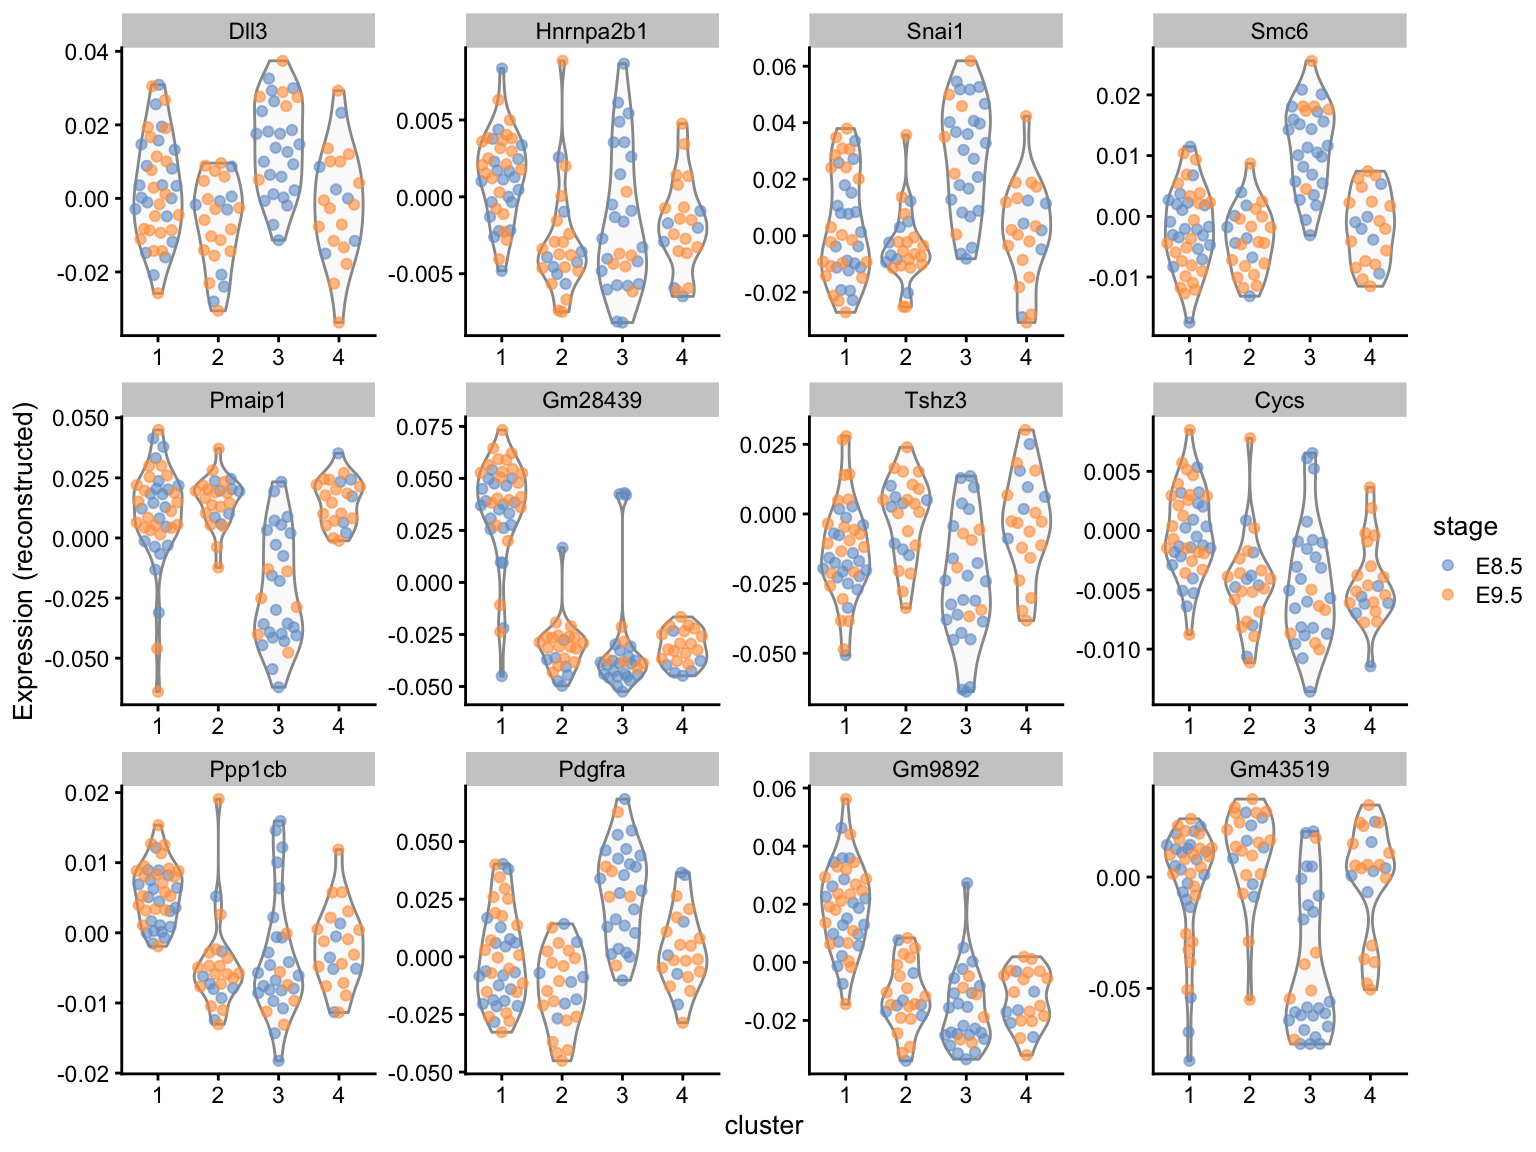 Dll3 Hnrnpa2b1 Snai1 Smc6
0.04 0.02 0.00 -0.02
0.005 0.000 -0.005
0.06 0.04 0.02 0.00 -0.02
0.02 0.01 0.00 -0.01
1 2 3 4 1 2 3 4 1 2 3 4 1 2 3 4
Pmaip1 Gm28439 Tshz3 Cycs
0.050 0.025 0.000 -0.025 -0.050
0.075 0.050 0.025 0.000 -0.025 -0.050
0.025 0.000 -0.025 -0.050
0.005 0.000 -0.005 -0.010
1 2 3 4 1 2 3 4 1 2 3 4 1 2 3 4
Ppp1cb Pdgfra Gm9892 Gm43519
0.02 0.01 0.00 -0.01 -0.02
0.050 0.025 0.000 -0.025 -0.050
0.06 0.04 0.02 0.00 -0.02
0.00 -0.05
1 2 3 4 1 2 3 4 1 2 3 4 1 2 3 4
Expression (reconstructed)
cluster
stage
E8.5
E9.5